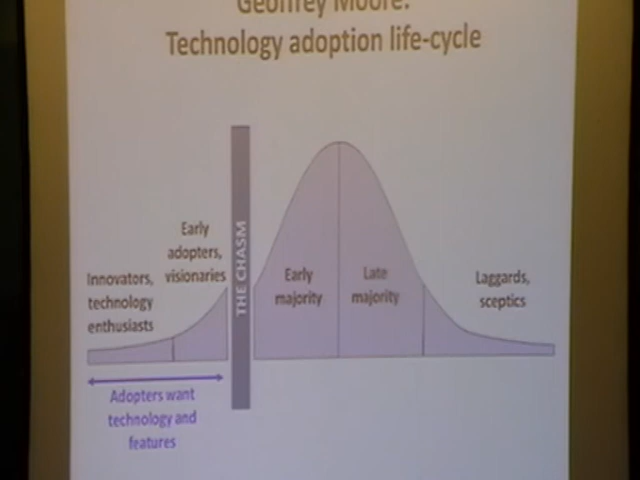 Geoffrey Moore:
Technology adoption life-cycle
Early
adopters,
visionaries
Innovators,
technology
enthusiasts
THE CHASM
Early
majority
Late
majority
Laggards,
sceptics
Adopters want
technology and
features